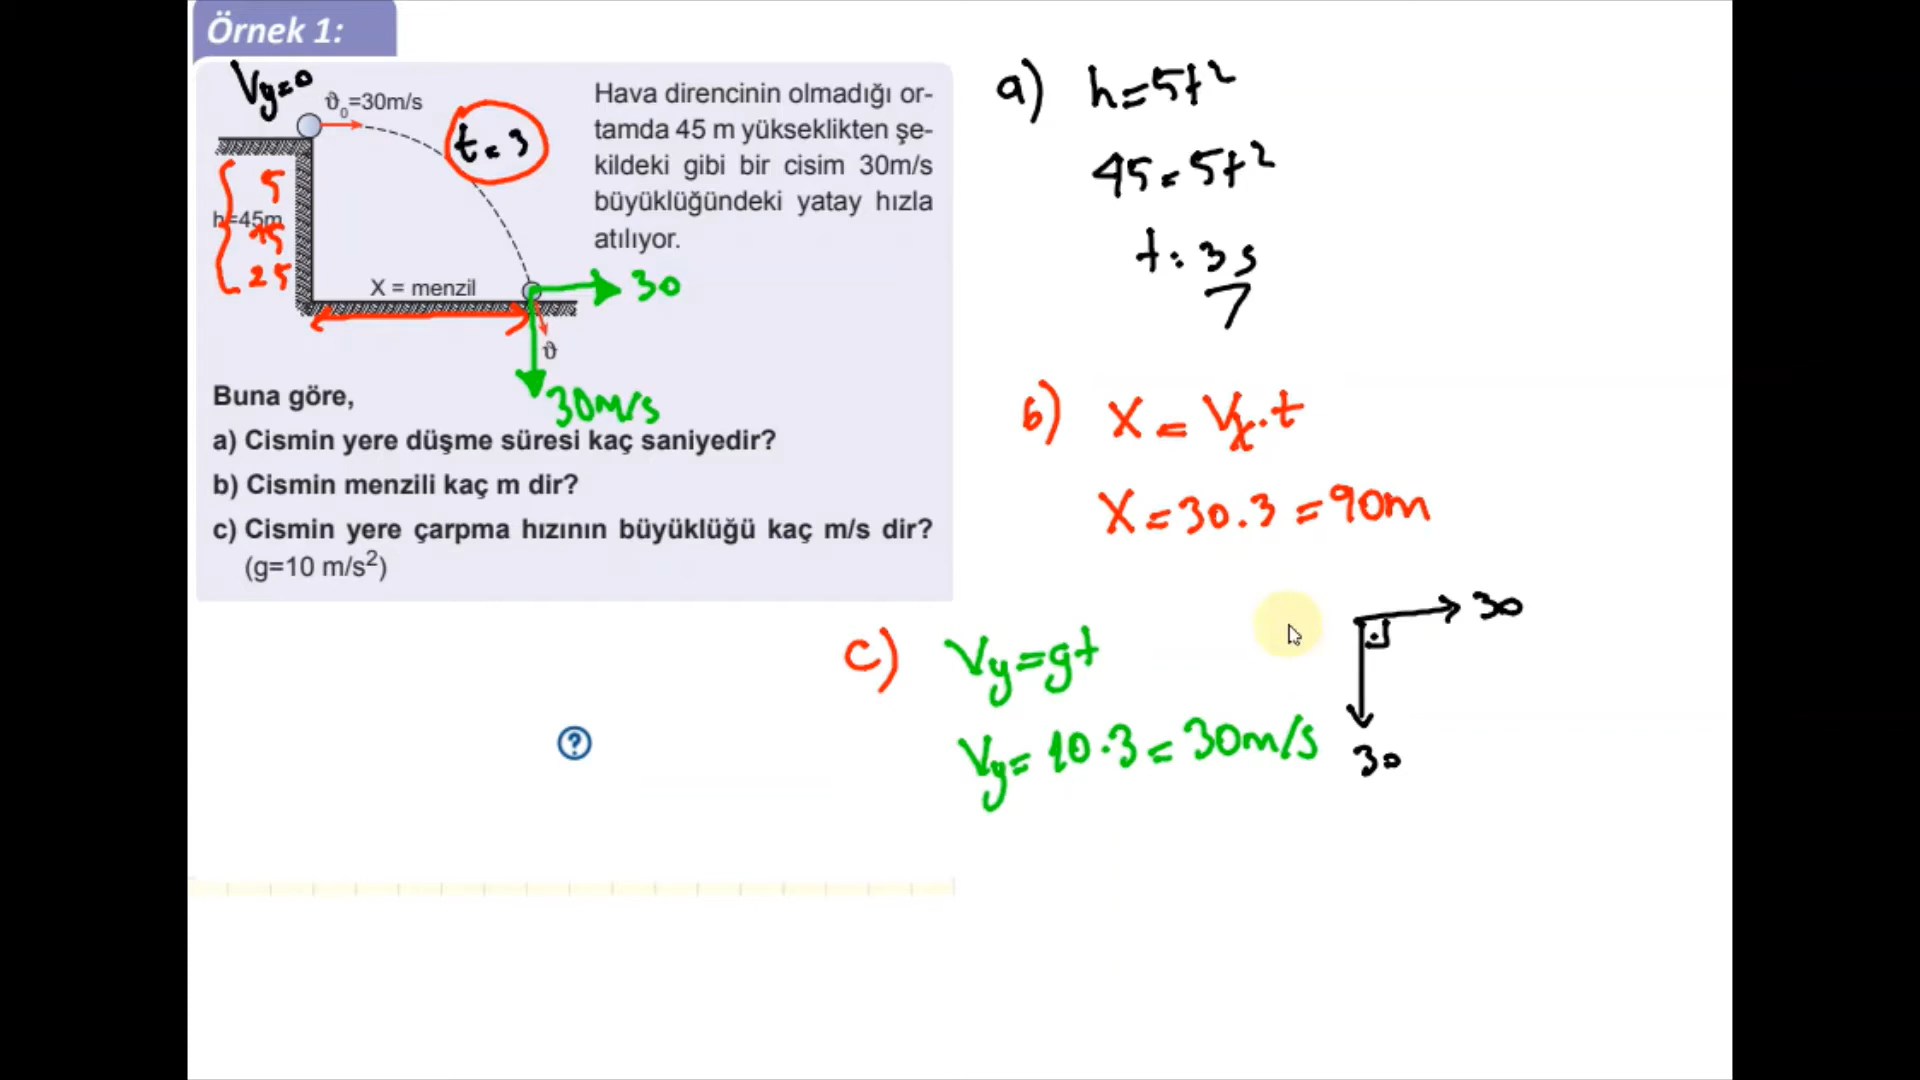 Örnek 1:
Vy=0
ϑ₀=30m/s
t=3
5
h=45m
15
25
X = menzil
30
ϑ
30m/s
Hava direncinin olmadığı or-
tamda 45 m yükseklikten şe-
kildeki gibi bir cisim 30m/s
büyüklüğündeki yatay hızla
atılıyor.
Buna göre,
a) Cismin yere düşme süresi kaç saniyedir?
b) Cismin menzili kaç m dir?
c) Cismin yere çarpma hızının büyüklüğü kaç m/s dir?
(g=10 m/s²)
a) h=5t²
45=5t²
t=3s
b) X=Vx.t
X=30.3=90m
c) Vy=gt
Vy=10.3=30m/s
30
30
?